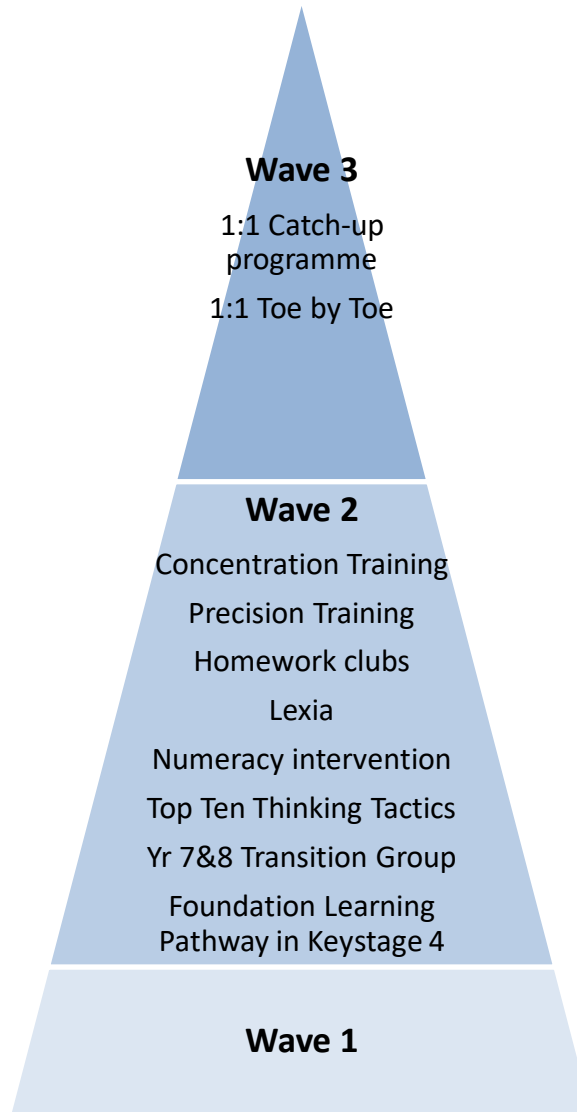 Wave 3
1:1 Catch-up
programme
1:1 Toe by Toe
Wave 2
Concentration Training
Precision Training
Homework clubs
Lexia
Numeracy intervention
Top Ten Thinking Tactics
Yr 7&8 Transition Group
Foundation Learning
Pathway in Keystage 4
Wave 1